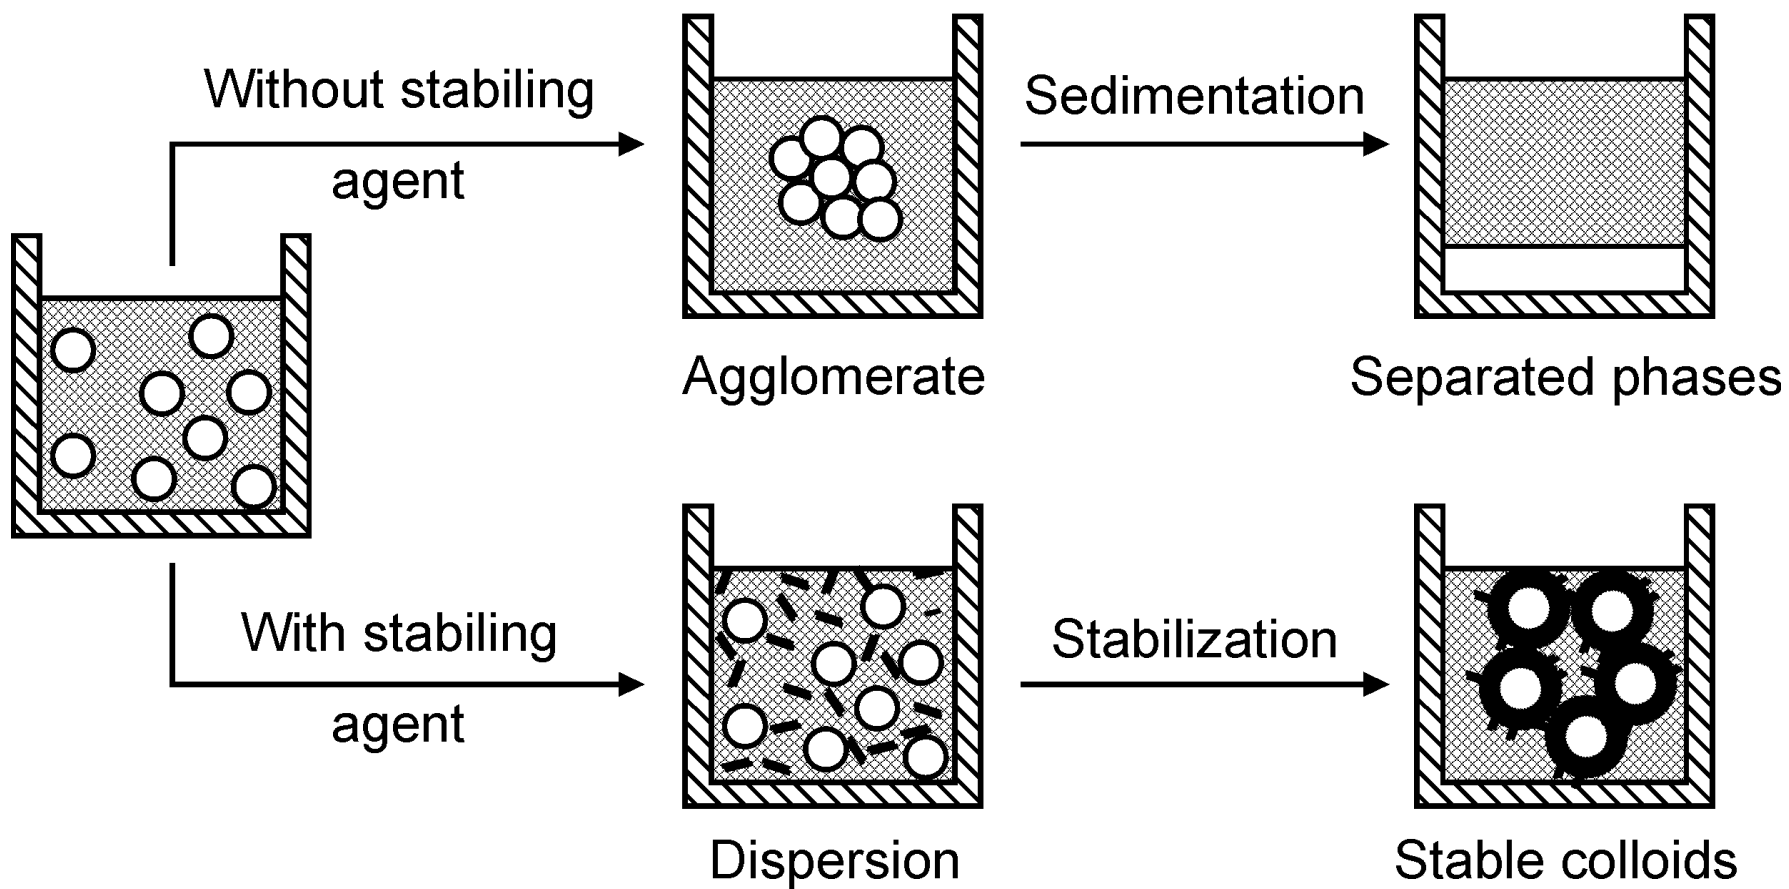 Without stabiling
agent
Sedimentation
Agglomerate
Separated phases
With stabiling
agent
Stabilization
Dispersion
Stable colloids